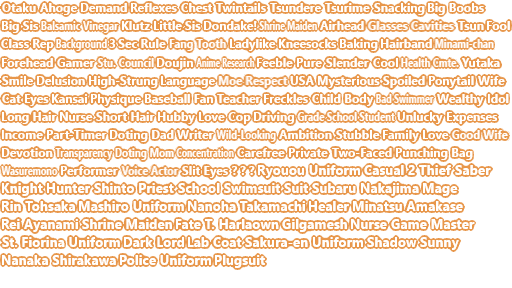 Otaku Ahoge Demand Reflexes Chest Twintails Tsundere Tsurime Snacking Big Boobs
Big Sis Balsamic Vinegar Klutz Little Sis Dondake! Shrine Maiden Airhead Glasses Cavities Tsun Fool
Class Rep Background 3 Sec Rule Fang Tooth Ladylike Kneesocks Baking Hairband Minami-chan
Forehead Gamer Stu. Council Doujin Anime Research Feeble Pure Slender Cool Health Cmte. Yutaka
Smile Delusion High-Strung Language Moe Respect USA Mysterious Spoiled Ponytail Wife
Cat Eyes Kansai Physique Baseball Fan Teacher Freckles Child Body Bad Swimmer Wealthy Idol
Long Hair Nurse Short Hair Hubby Love Cop Driving Grade School Student Unlucky Expenses
Income Part-Timer Doting Dad Writer Wild-Looking Ambition Stubble Family Love Good Wife
Devotion Transparency Doting Mom Concentration Carefree Private Two-Faced Punching Bag
Wasuremono Performer Voice Actor Slit Eyes ? ? ? Ryouou Uniform Casual 2 Thief Saber
Knight Hunter Shinto Priest School Swimsuit Suit Subaru Nakajima Mage
Rin Tohsaka Mashiro Uniform Nanoha Takamachi Healer Minatsu Amakase
Rei Ayanami Shrine Maiden Fate T. Harlaown Gilgamesh Nurse Game Master
St. Fiorina Uniform Dark Lord Lab Coat Sakura-en Uniform Shadow Sunny
Nanaka Shirakawa Police Uniform Plugsuit